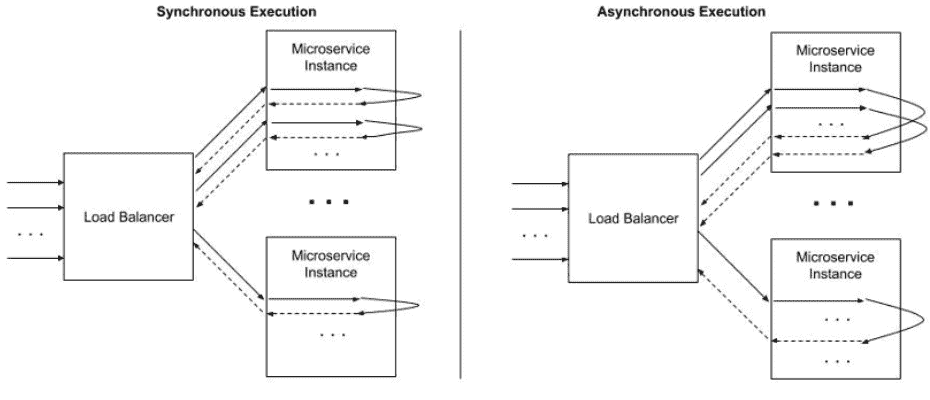 Synchronous Execution
Microservice
Instance
. . .
Load Balancer
. . .
. . .
Microservice
Instance
. . .
Asynchronous Execution
Microservice
Instance
. . .
Load Balancer
. . .
. . .
Microservice
Instance
. . .
. . .